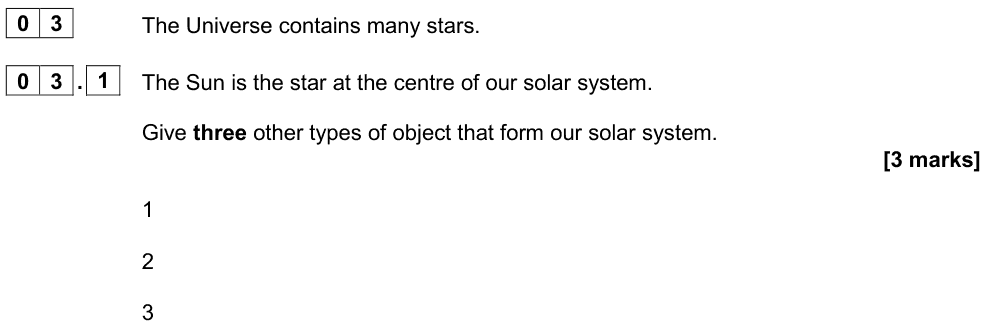 0 3 The Universe contains many stars.
0 3 . 1 The Sun is the star at the centre of our solar system.
Give three other types of object that form our solar system.
[3 marks]
1
2
3